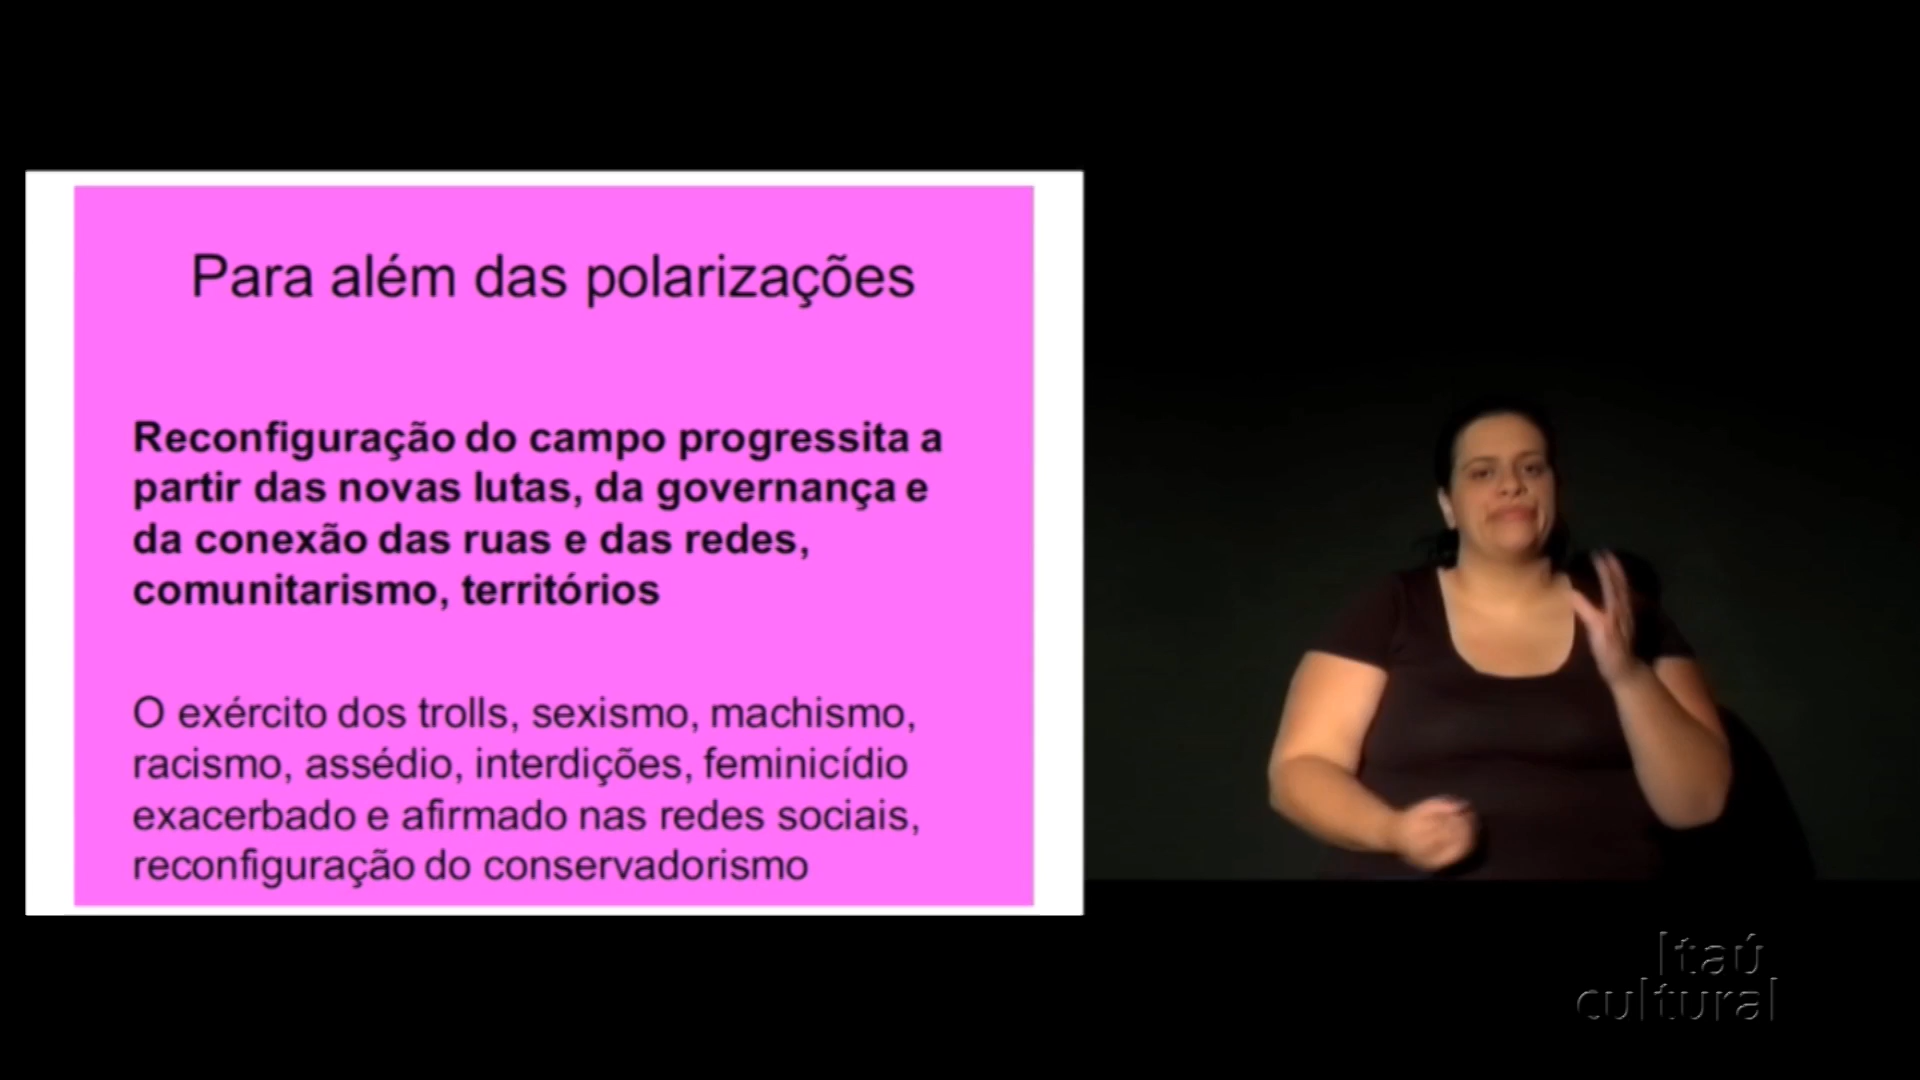 Para além das polarizações
Reconfiguração do campo progressita a
partir das novas lutas, da governança e
da conexão das ruas e das redes,
comunitarismo, territórios
O exército dos trolls, sexismo, machismo,
racismo, assédio, interdições, feminicídio
exacerbado e afirmado nas redes sociais,
reconfiguração do conservadorismo
Itaú
cultural